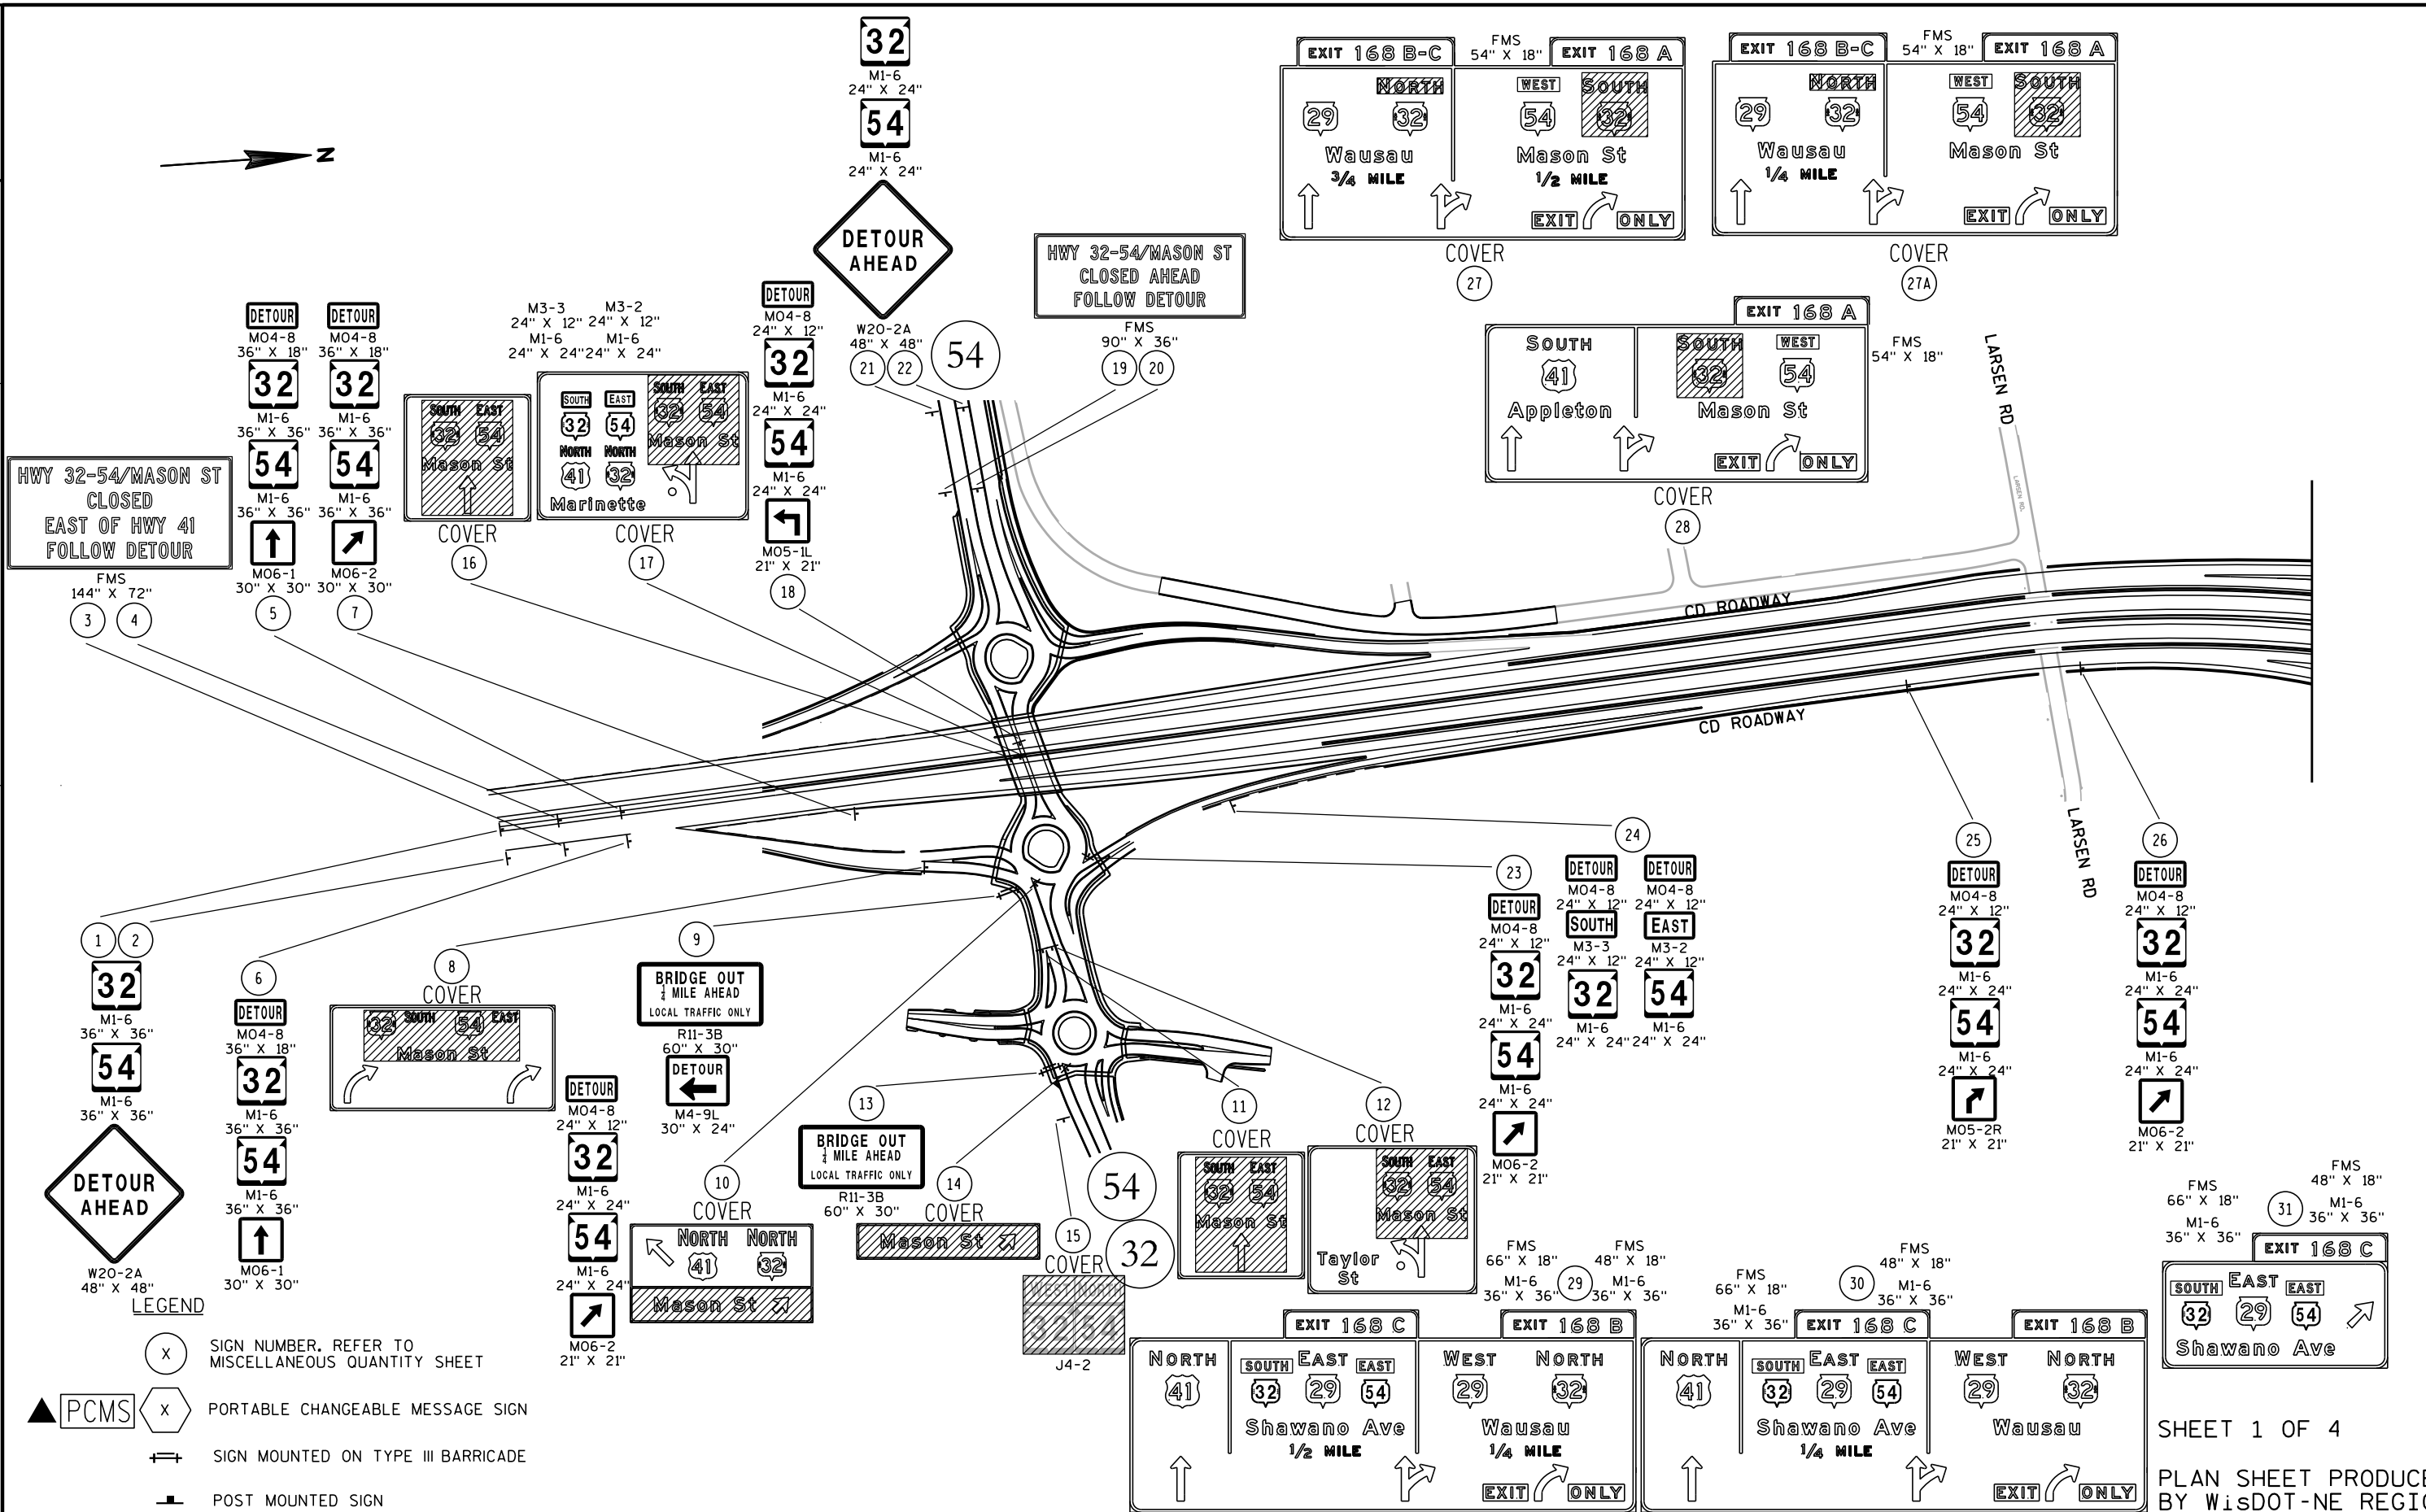 32
M1-6
24" X 24"
54
M1-6
24" X 24"
DETOUR
AHEAD
W20-2A
48" X 48"
21 22
54
HWY 32-54/MASON ST
CLOSED AHEAD
FOLLOW DETOUR
FMS
90" X 36"
19 20
EXIT 168 B-C
FMS
54" X 18"
EXIT 168 A
NORTH
WEST
SOUTH
29 32 54 32
Wausau
Mason St
3/4 MILE
1/2 MILE
EXIT ONLY
COVER
27
EXIT 168 B-C
FMS
54" X 18"
EXIT 168 A
NORTH
WEST
SOUTH
29 32 54 32
Wausau
Mason St
1/4 MILE
EXIT ONLY
COVER
27A
EXIT 168 A
FMS
54" X 18"
SOUTH
SOUTH
WEST
41 32 54
Appleton
Mason St
EXIT ONLY
COVER
28
N
HWY 32-54/MASON ST
CLOSED
EAST OF HWY 41
FOLLOW DETOUR
FMS
144" X 72"
3 4
DETOUR
M04-8
36" X 18"
32
M1-6
36" X 36"
54
M1-6
36" X 36"
M06-1
30" X 30"
5
DETOUR
M04-8
36" X 18"
32
M1-6
36" X 36"
54
M1-6
36" X 36"
M06-2
30" X 30"
7
SOUTH EAST
32 54
Mason St
COVER
16
M3-3 M3-2
24" X 12" 24" X 12"
M1-6 M1-6
24" X 24" 24" X 24"
SOUTH EAST SOUTH EAST
32 54 32 54
Mason St
NORTH NORTH
41 32
Marinette
COVER
17
DETOUR
M04-8
24" X 12"
32
M1-6
24" X 24"
54
M1-6
24" X 24"
M05-1L
21" X 21"
18
LARSEN RD
LARSEN RD.
CD ROADWAY
CD ROADWAY
LARSEN RD
1 2
32
M1-6
36" X 36"
54
M1-6
36" X 36"
DETOUR
AHEAD
W20-2A
48" X 48"
6
DETOUR
M04-8
36" X 18"
32
M1-6
36" X 36"
54
M1-6
36" X 36"
M06-1
30" X 30"
8
COVER
32 SOUTH 54 EAST
Mason St
9
BRIDGE OUT
1/4 MILE AHEAD
LOCAL TRAFFIC ONLY
R11-3B
60" X 30"
DETOUR
M4-9L
30" X 24"
DETOUR
M04-8
24" X 12"
32
M1-6
24" X 24"
54
M1-6
24" X 24"
M06-2
21" X 21"
10
COVER
NORTH NORTH
41 32
Mason St
13
BRIDGE OUT
1/4 MILE AHEAD
LOCAL TRAFFIC ONLY
R11-3B
60" X 30"
14
COVER
Mason St
15
COVER
WEST NORTH
32 54
J4-2
54
32
11
COVER
SOUTH EAST
32 54
Mason St
12
COVER
SOUTH EAST
32 54
Mason St
Taylor
St
23
DETOUR
M04-8
24" X 12"
32
M1-6
24" X 24"
54
M1-6
24" X 24"
M06-2
21" X 21"
24
DETOUR DETOUR
M04-8 M04-8
24" X 12" 24" X 12"
SOUTH EAST
M3-3 M3-2
24" X 12" 24" X 12"
32 54
M1-6 M1-6
24" X 24" 24" X 24"
25
DETOUR
M04-8
24" X 12"
32
M1-6
24" X 24"
54
M1-6
24" X 24"
M05-2R
21" X 21"
26
DETOUR
M04-8
24" X 12"
32
M1-6
24" X 24"
54
M1-6
24" X 24"
M06-2
21" X 21"
FMS FMS
66" X 18" 48" X 18"
M1-6 M1-6
36" X 36" 29 36" X 36"
EXIT 168 C EXIT 168 B
NORTH SOUTH EAST EAST WEST NORTH
41 32 29 54 29 32
Shawano Ave Wausau
1/2 MILE 1/4 MILE
EXIT ONLY
FMS FMS
66" X 18" 48" X 18"
M1-6 M1-6
36" X 36" 30 36" X 36"
EXIT 168 C EXIT 168 B
NORTH SOUTH EAST EAST WEST NORTH
41 32 29 54 29 32
Shawano Ave Wausau
1/4 MILE
EXIT ONLY
FMS FMS
66" X 18" 48" X 18"
M1-6 M1-6
36" X 36" 31 36" X 36"
EXIT 168 C
SOUTH EAST EAST
32 29 54
Shawano Ave
LEGEND
X SIGN NUMBER. REFER TO
MISCELLANEOUS QUANTITY SHEET
PCMS X PORTABLE CHANGEABLE MESSAGE SIGN
SIGN MOUNTED ON TYPE III BARRICADE
POST MOUNTED SIGN
SHEET 1 OF 4
PLAN SHEET PRODUCE
BY WisDOT-NE REGIO